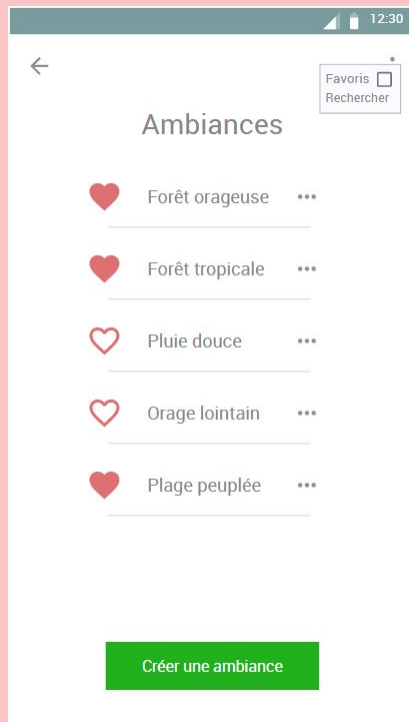 12:30
Favoris
Rechercher
Ambiances
Forêt orageuse
Forêt tropicale
Pluie douce
Orage lointain
Plage peuplée
Créer une ambiance